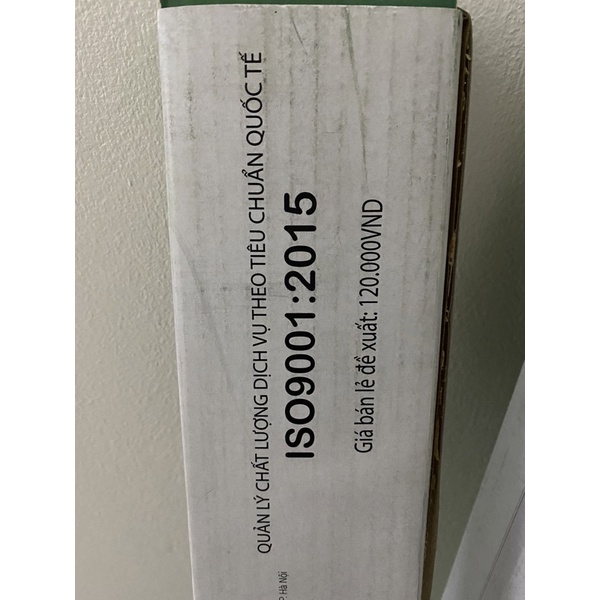 QUẢN LÝ CHẤT LƯỢNG DỊCH VỤ THEO TIÊU CHUẨN QUỐC TẾ
ISO9001:2015
Giá bán lẻ đề xuất: 120.000VND
P Hà Nội